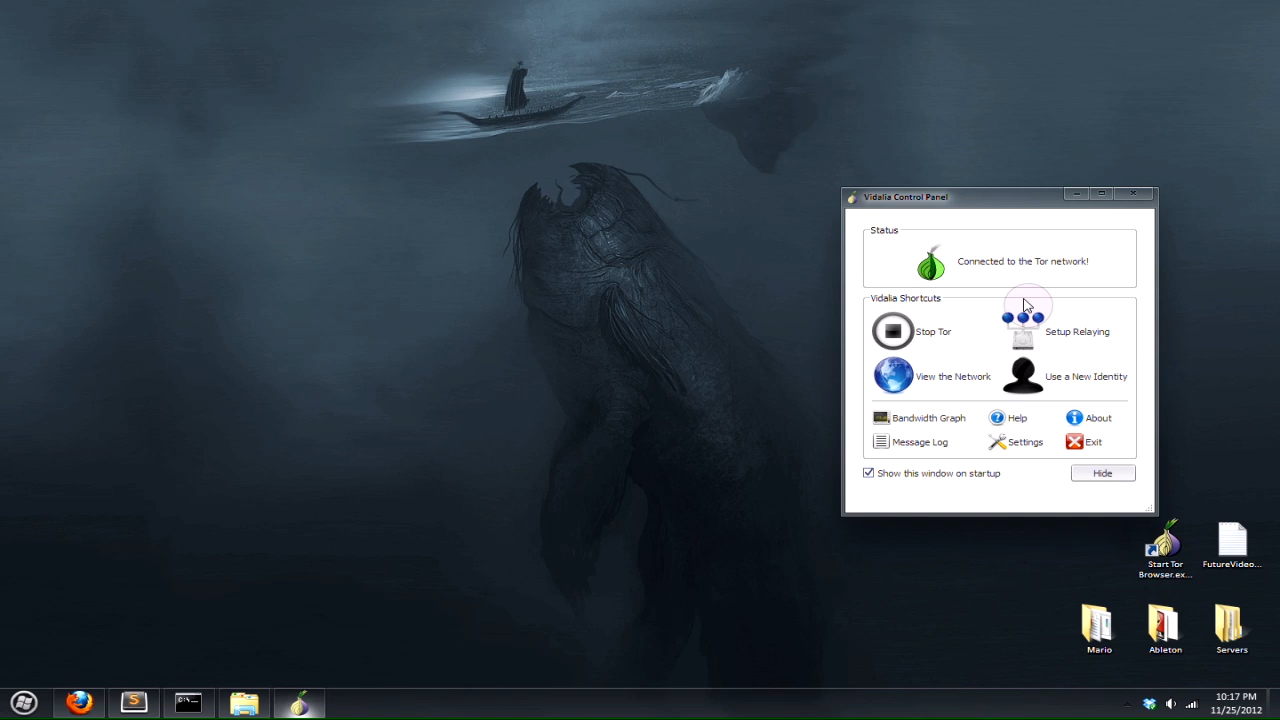 Vidalia Control Panel
Status
Connected to the Tor network!
Vidalia Shortcuts
Stop Tor
Setup Relaying
View the Network
Use a New Identity
Bandwidth Graph
Help
About
Message Log
Settings
Exit
Show this window on startup
Hide
Start Tor
Browser.ex...
FutureVideo...
Mario
Ableton
Servers
C:\
S
10:17 PM
11/25/2012